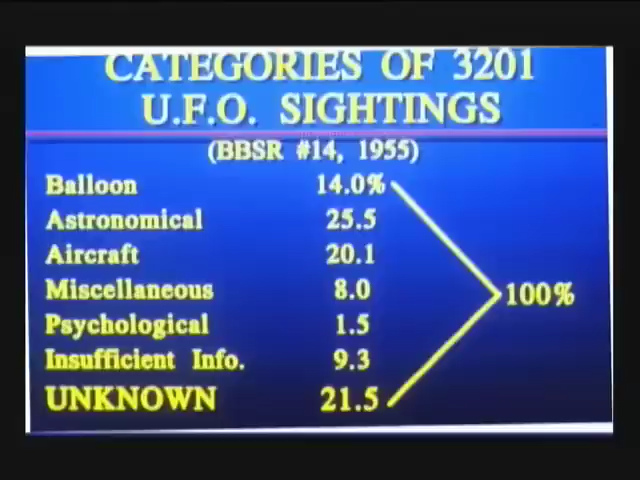 CATEGORIES OF 3201
U.F.O. SIGHTINGS
(BBSR #14, 1955)
Balloon 14.0%
Astronomical 25.5
Aircraft 20.1
Miscellaneous 8.0
Psychological 1.5
Insufficient Info. 9.3
UNKNOWN 21.5
100%